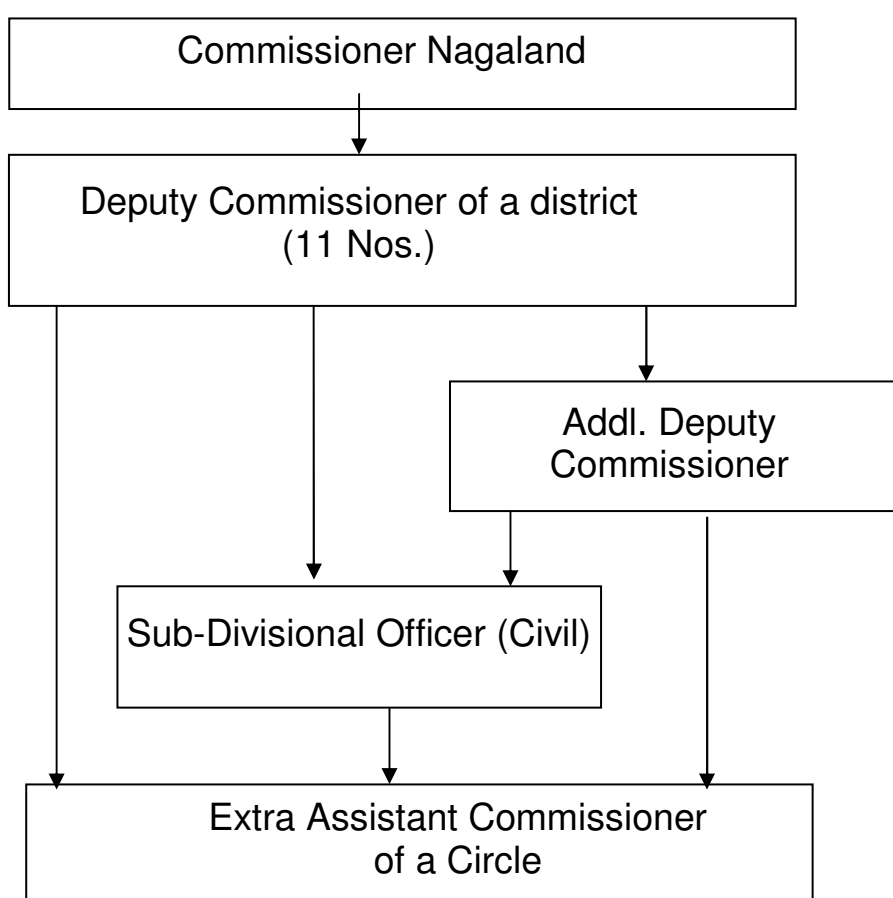 Commissioner Nagaland
Deputy Commissioner of a district
(11 Nos.)
Addl. Deputy
Commissioner
Sub-Divisional Officer (Civil)
Extra Assistant Commissioner
of a Circle